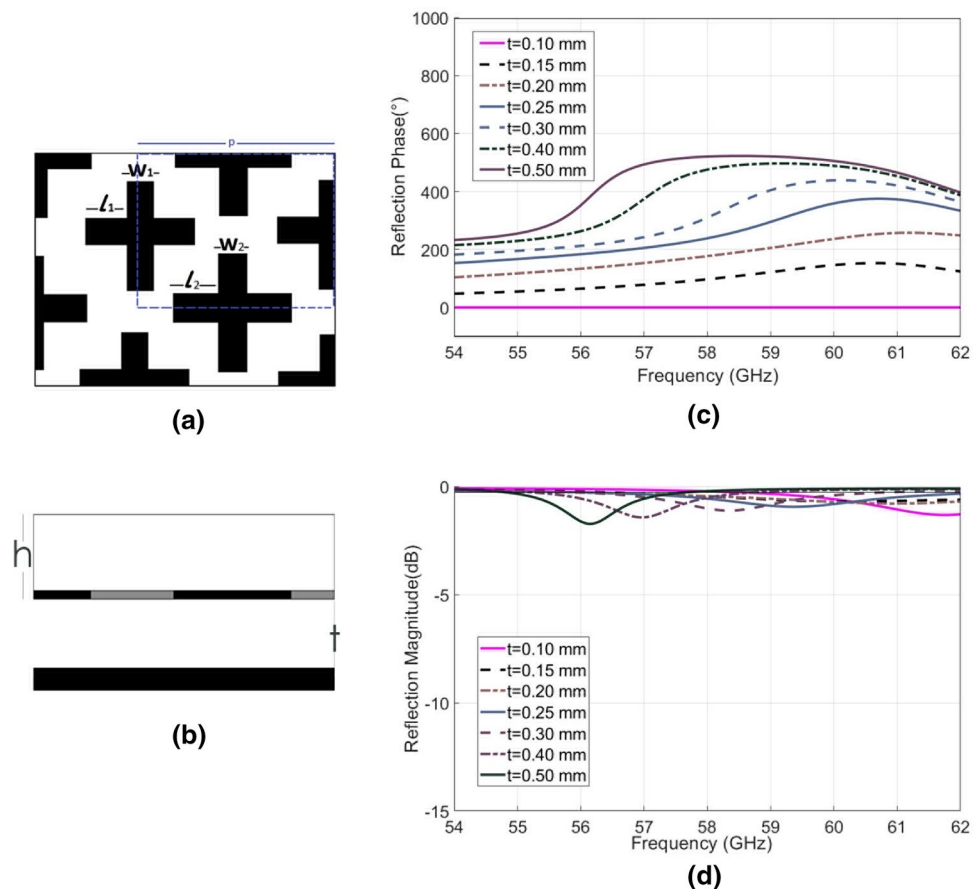 p
w₁
l₁
w₂
l₂
(a)
h
t
(b)
1000
800
600
400
200
0
Reflection Phase(°)
t=0.10 mm
t=0.15 mm
t=0.20 mm
t=0.25 mm
t=0.30 mm
t=0.40 mm
t=0.50 mm
54 55 56 57 58 59 60 61 62
Frequency (GHz)
(c)
0
-5
-10
-15
Reflection Magnitude(dB)
t=0.10 mm
t=0.15 mm
t=0.20 mm
t=0.25 mm
t=0.30 mm
t=0.40 mm
t=0.50 mm
54 55 56 57 58 59 60 61 62
Frequency (GHz)
(d)